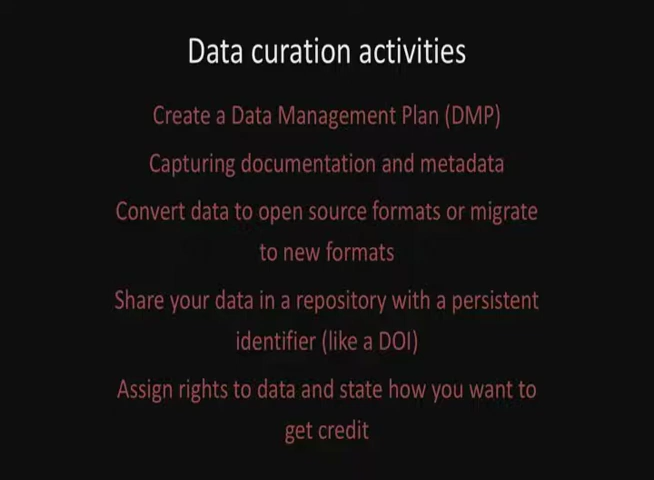 Data curation activities
Create a Data Management Plan (DMP)
Capturing documentation and metadata
Convert data to open source formats or migrate
to new formats
Share your data in a repository with a persistent
identifier (like a DOI)
Assign rights to data and state how you want to
get credit